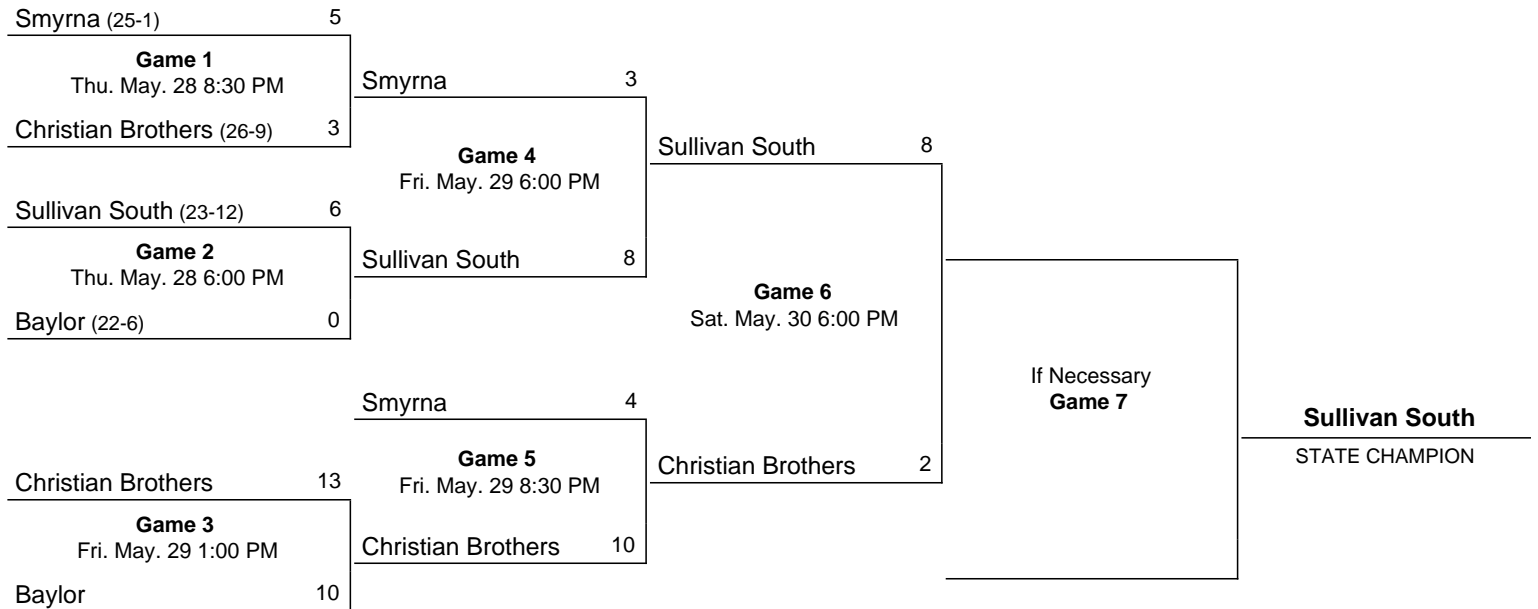 Smyrna (25-1) 5
Game 1
Thu. May. 28 8:30 PM
Christian Brothers (26-9) 3
Sullivan South (23-12) 6
Game 2
Thu. May. 28 6:00 PM
Baylor (22-6) 0
Christian Brothers 13
Game 3
Fri. May. 29 1:00 PM
Baylor 10
Smyrna 3
Game 4
Fri. May. 29 6:00 PM
Sullivan South 8
Smyrna 4
Game 5
Fri. May. 29 8:30 PM
Christian Brothers 10
Sullivan South 8
Game 6
Sat. May. 30 6:00 PM
Christian Brothers 2
If Necessary
Game 7
Sullivan South
STATE CHAMPION